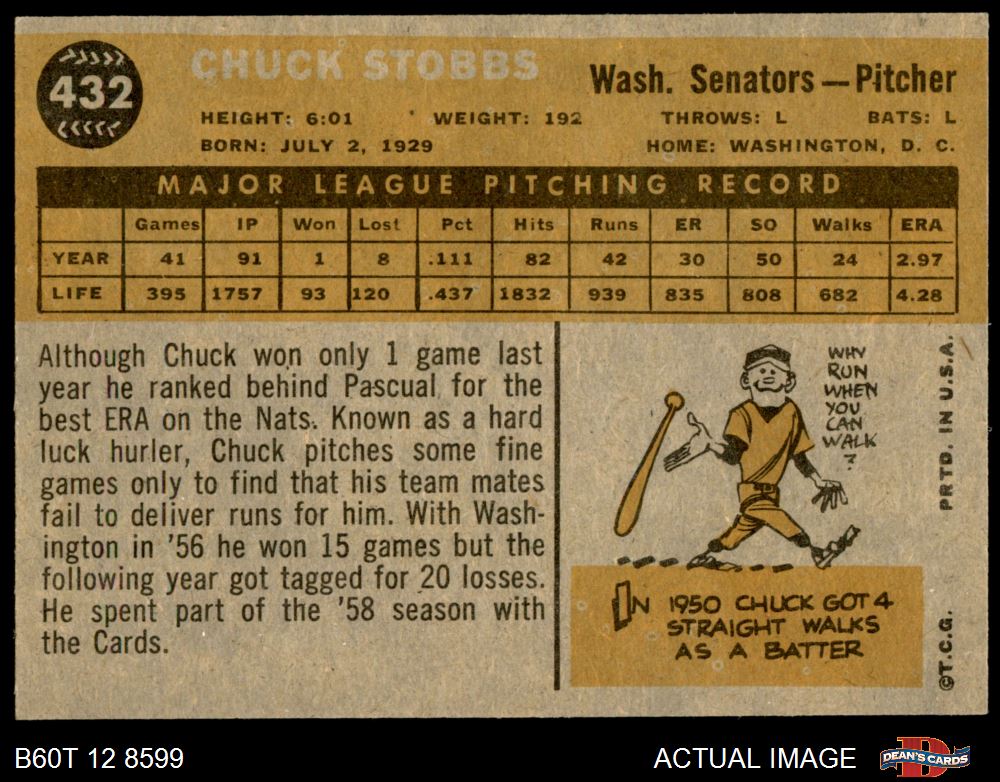 432
CHUCK STOBBS
Wash. Senators—Pitcher
HEIGHT: 6:01 WEIGHT: 192 THROWS: L BATS: L
BORN: JULY 2, 1929 HOME: WASHINGTON, D. C.
MAJOR LEAGUE PITCHING RECORD
Games IP Won Lost Pct Hits Runs ER SO Walks ERA
YEAR 41 91 1 8 .111 82 42 30 50 24 2.97
LIFE 395 1757 93 120 .437 1832 939 835 808 682 4.28
Although Chuck won only 1 game last
year he ranked behind Pascual for the
best ERA on the Nats. Known as a hard
luck hurler, Chuck pitches some fine
games only to find that his team mates
fail to deliver runs for him. With Wash-
ington in '56 he won 15 games but the
following year got tagged for 20 losses.
He spent part of the '58 season with
the Cards.
WHY
RUN
WHEN
YOU
CAN
WALK
?
IN 1950 CHUCK GOT 4
STRAIGHT WALKS
AS A BATTER
©T.C.G. PRTD. IN U.S.A.
B60T 12 8599
ACTUAL IMAGE
DEAN'S CARDS